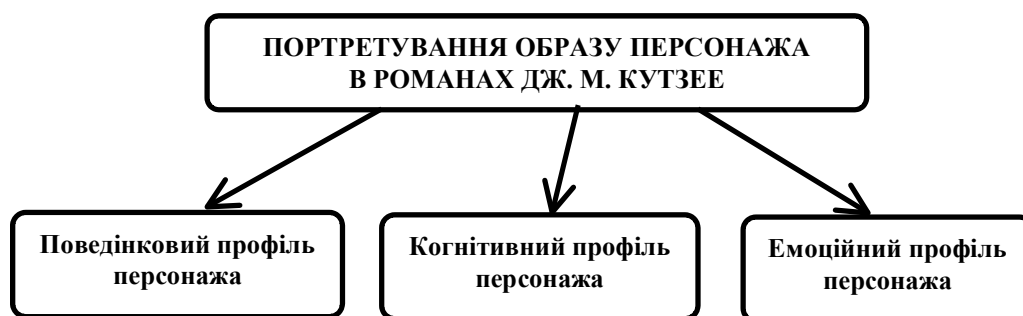 ПОРТРЕТУВАННЯ ОБРАЗУ ПЕРСОНАЖА
В РОМАНАХ ДЖ. М. КУТЗЕЕ
Поведінковий профіль
персонажа
Когнітивний профіль
персонажа
Емоційний профіль
персонажа